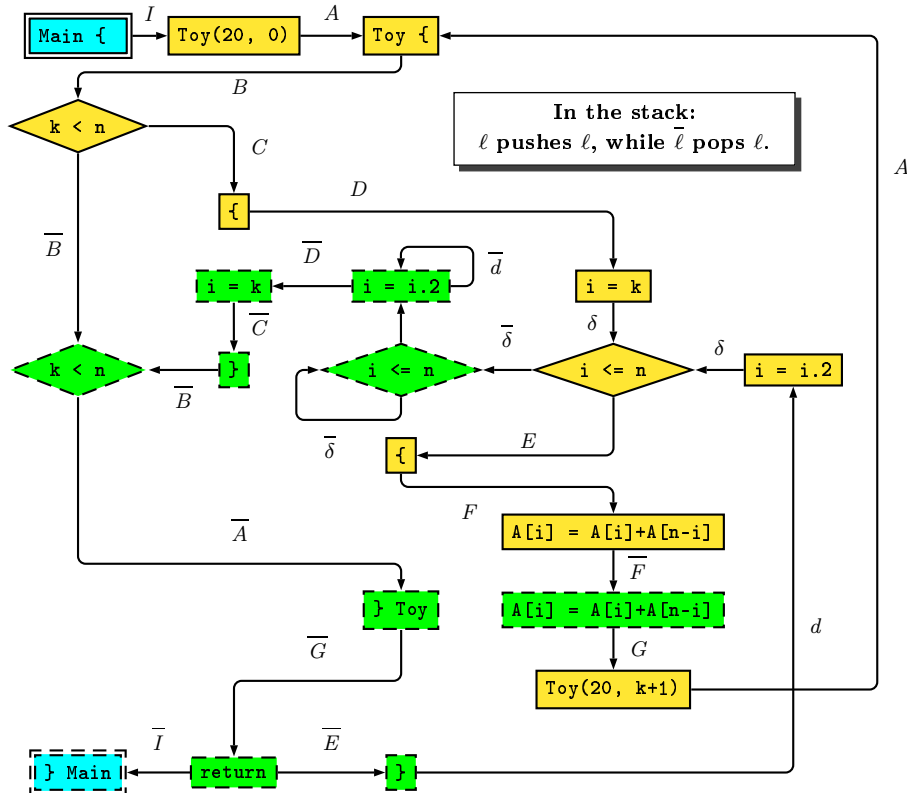 I
A
Main {
Toy(20, 0)
Toy {
B
In the stack:
ℓ pushes ℓ, while ℓ̅ pops ℓ.
k < n
C
A
D
{
B̅
D̅
d̅
i = k
i = i.2
i = k
C̅
δ
δ̅
δ
k < n
}
i <= n
i <= n
i = i.2
B̅
δ̅
E
{
F
A[i] = A[i]+A[n-i]
A̅
F̅
} Toy
A[i] = A[i]+A[n-i]
G̅
G
d
Toy(20, k+1)
I̅
E̅
} Main
return
}